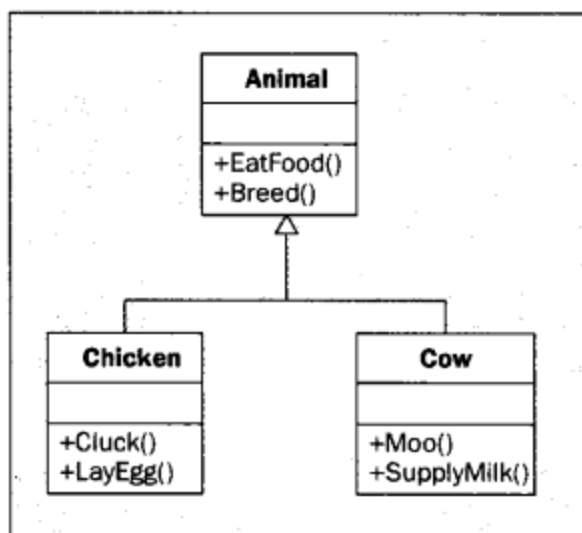 Animal
+EatFood()
+Breed()
Chicken
+Cluck()
+LayEgg()
Cow
+Moo()
+SupplyMilk()